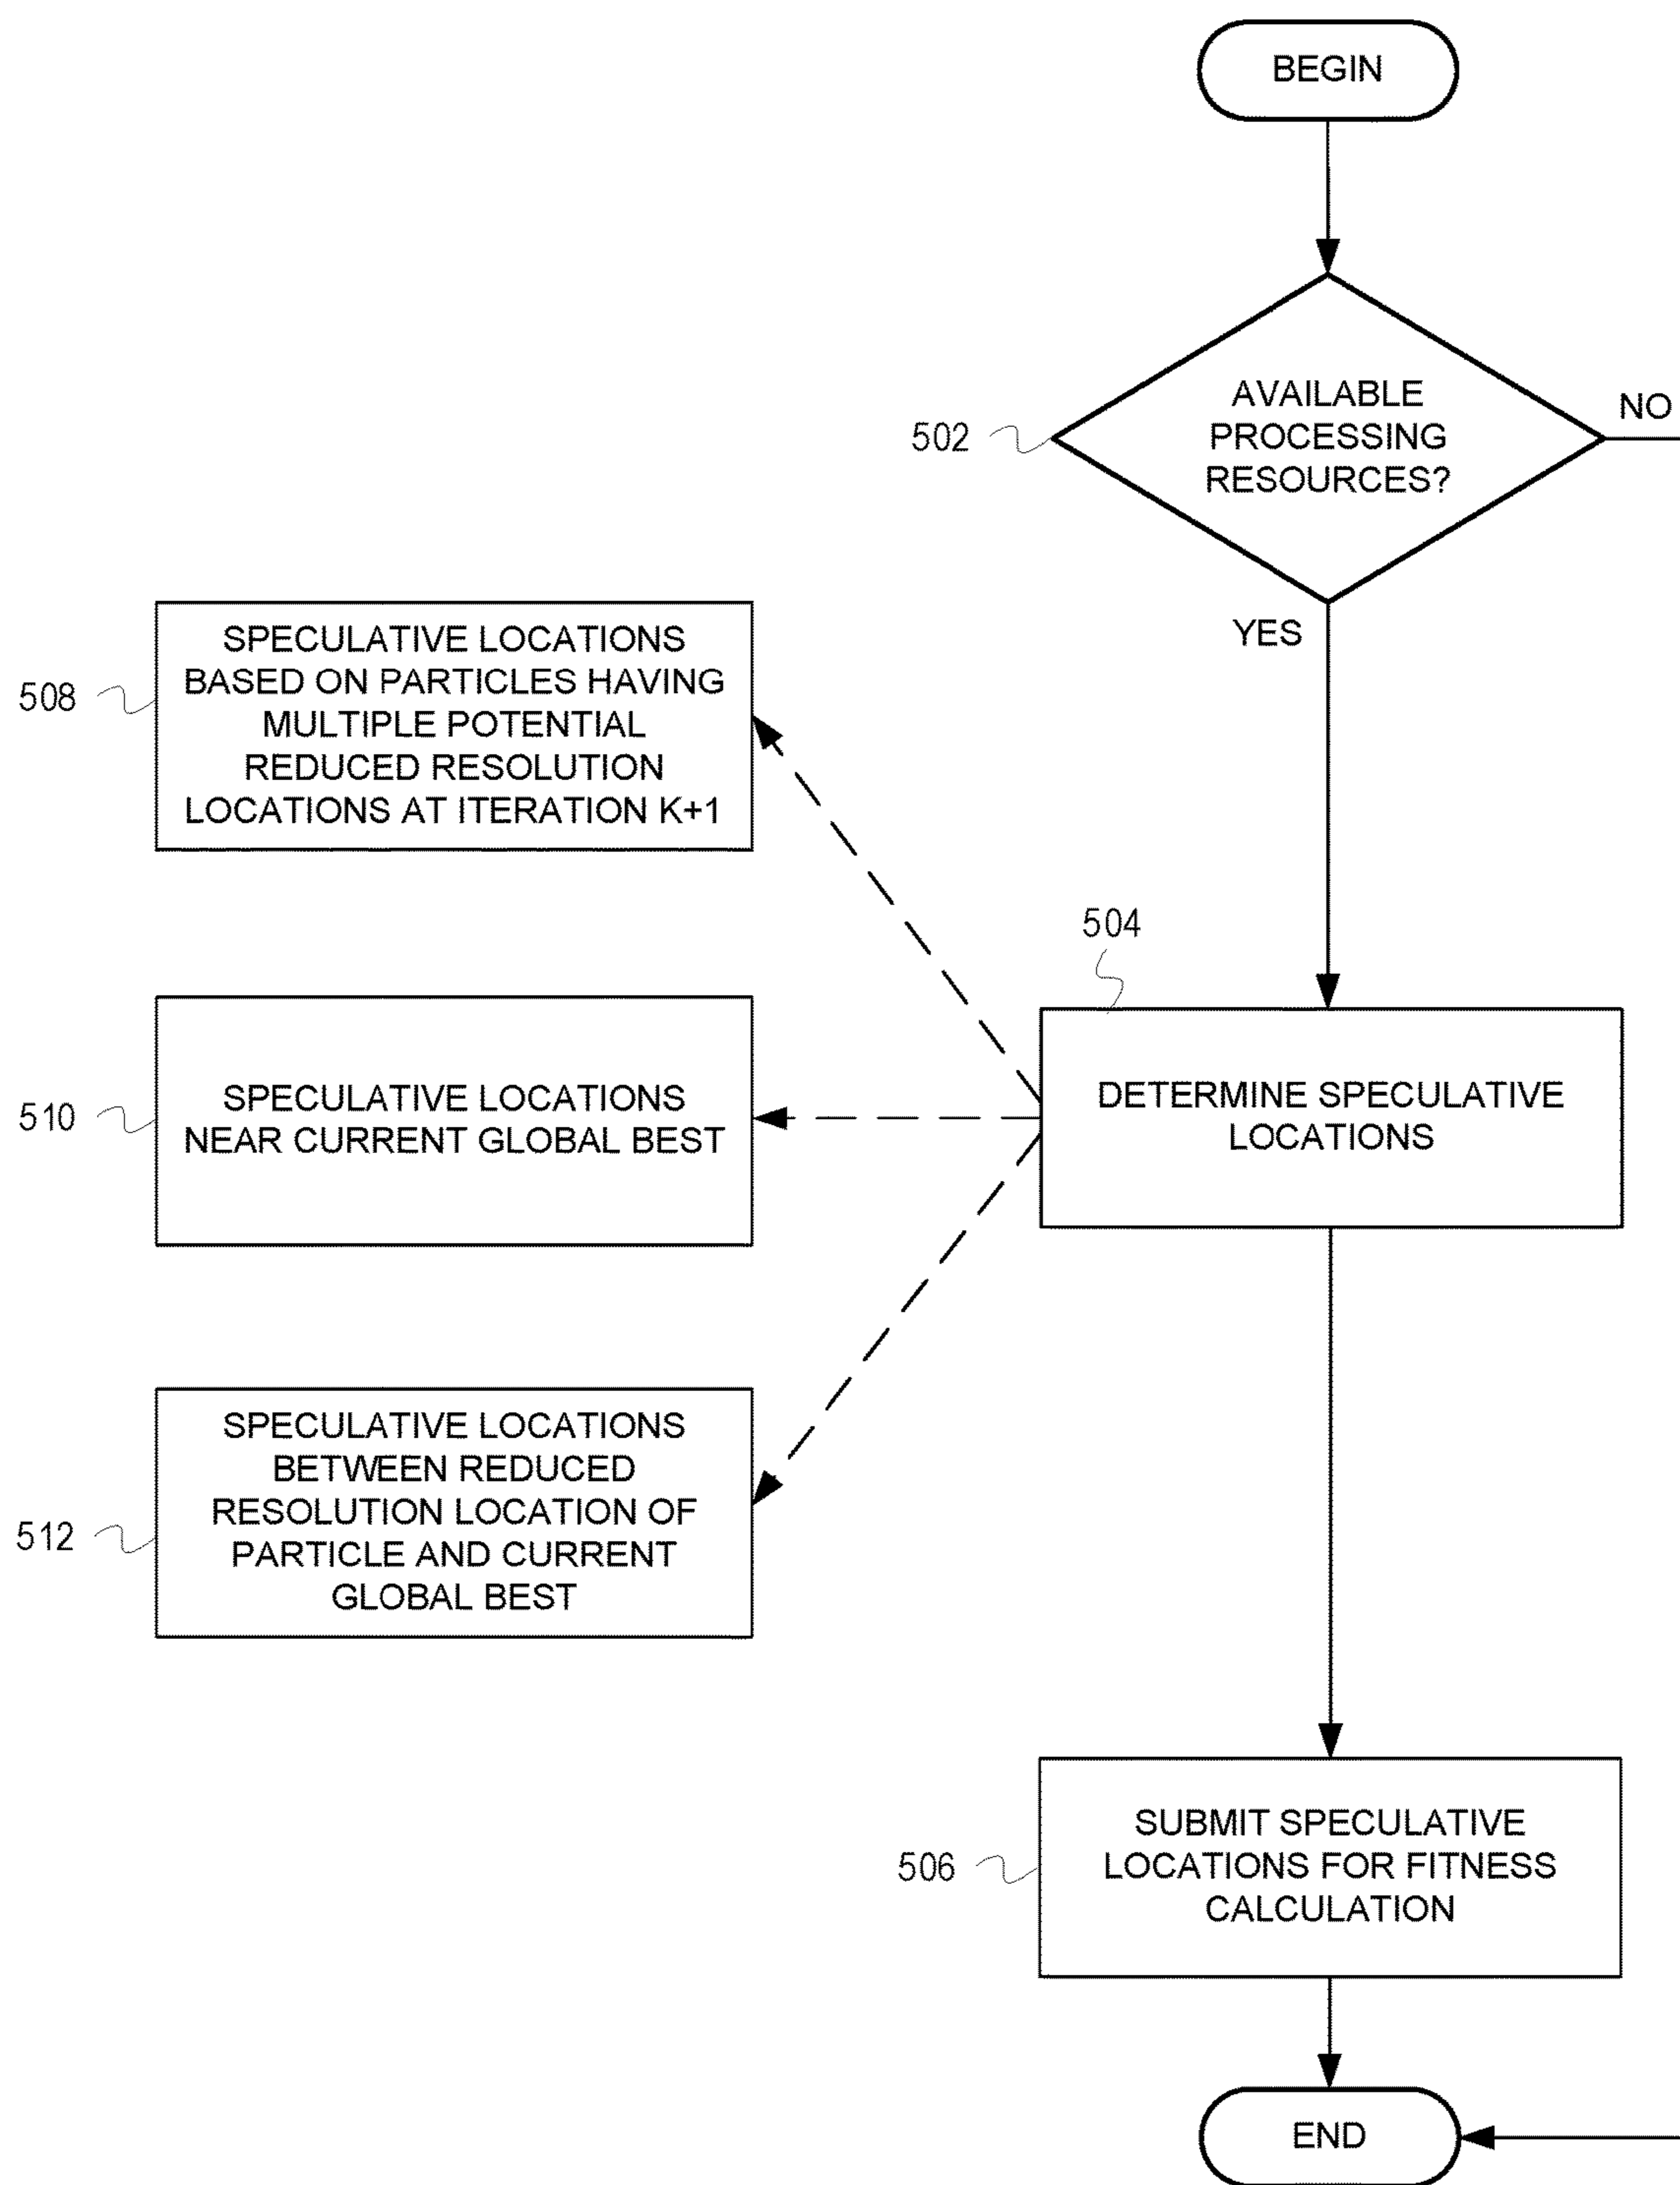 BEGIN
AVAILABLE
PROCESSING
RESOURCES?
502
NO
YES
SPECULATIVE LOCATIONS
BASED ON PARTICLES HAVING
MULTIPLE POTENTIAL
REDUCED RESOLUTION
LOCATIONS AT ITERATION K+1
508
504
DETERMINE SPECULATIVE
LOCATIONS
SPECULATIVE LOCATIONS
NEAR CURRENT GLOBAL BEST
510
SPECULATIVE LOCATIONS
BETWEEN REDUCED
RESOLUTION LOCATION OF
PARTICLE AND CURRENT
GLOBAL BEST
512
SUBMIT SPECULATIVE
LOCATIONS FOR FITNESS
CALCULATION
506
END